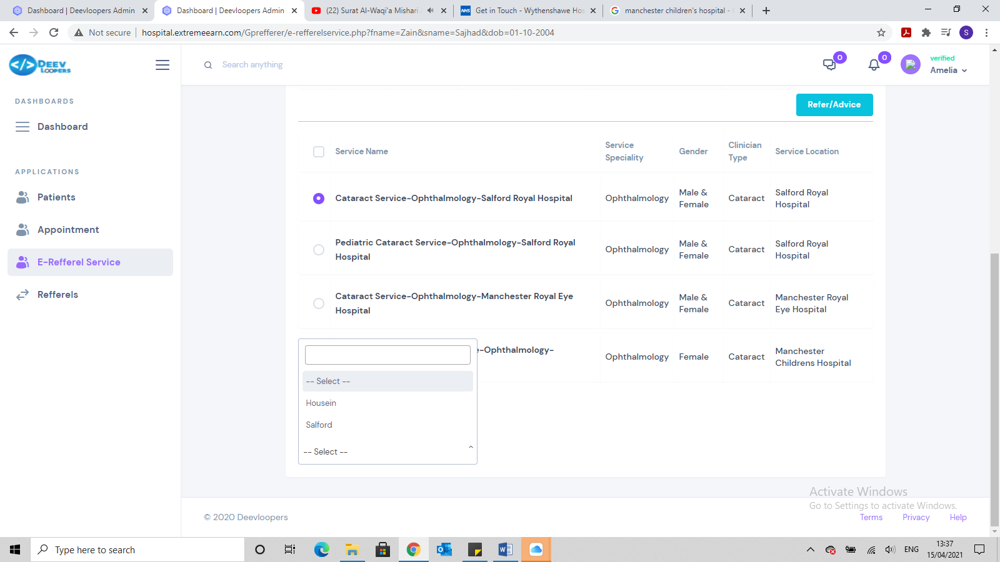 Dashboard | Deevloopers Admin
Dashboard | Deevloopers Admin
(22) Surat Al-Waqi'a Mishari
Get in Touch - Wythenshawe Hos
manchester children's hospital -
Not secure
hospital.extremeearn.com/Gprefferer/e-refferelservice.php?fname=Zain&sname=Sajhad&dob=01-10-2004
S
DEEV
LOOPERS
Search anything
0
0
verified
Amelia
DASHBOARDS
Dashboard
APPLICATIONS
Patients
Appointment
E-Refferel Service
Refferels
Refer/Advice
Service Name
Service
Speciality
Gender
Clinician
Type
Service Location
Cataract Service-Ophthalmology-Salford Royal Hospital
Ophthalmology
Male &
Female
Cataract
Salford Royal
Hospital
Pediatric Cataract Service-Ophthalmology-Salford Royal
Hospital
Ophthalmology
Male &
Female
Cataract
Salford Royal
Hospital
Cataract Service-Ophthalmology-Manchester Royal Eye
Hospital
Ophthalmology
Male &
Female
Cataract
Manchester Royal
Eye Hospital
-Ophthalmology-
Ophthalmology
Female
Cataract
Manchester
Childrens Hospital
-- Select --
Housein
Salford
-- Select --
Activate Windows
Go to Settings to activate Windows.
© 2020 Deevloopers
Terms
Privacy
Help
Type here to search
ENG
13:37
15/04/2021